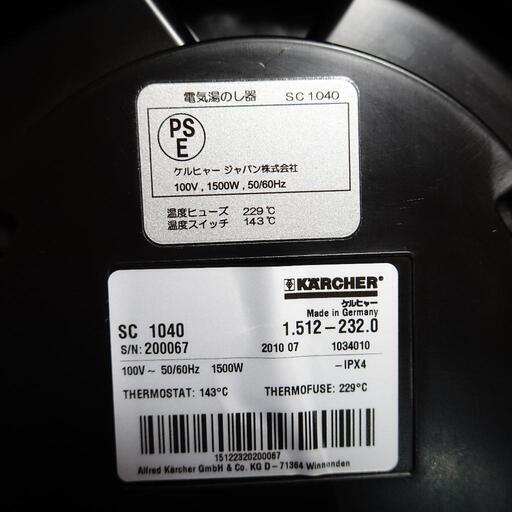 電気湯のし器 SC1040
PS
E
ケルヒャー ジャパン株式会社
100V , 1500W , 50/60Hz
温度ヒューズ 229℃
温度スイッチ 143℃
KÄRCHER
ケルヒャー
Made in Germany
SC 1040 1.512-232.0
S/N: 200067 2010 07 1034010
100V~ 50/60Hz 1500W -IPX4
THERMOSTAT: 143°C THERMOFUSE: 229°C
15122320200067
Alfred Kärcher GmbH & Co. KG D-71364 Winnenden